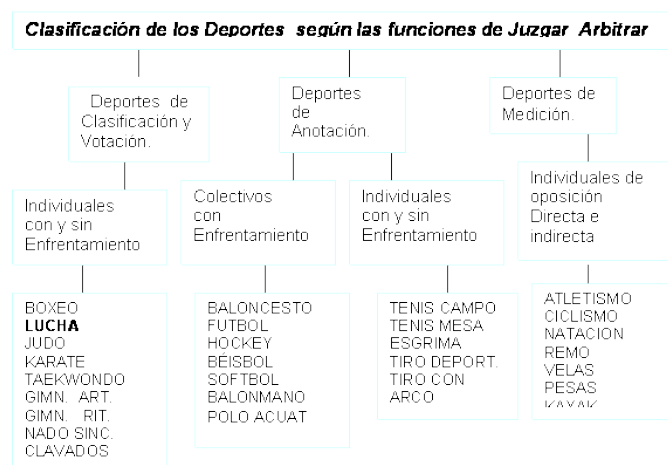 Clasificación de los Deportes según las funciones de Juzgar Arbitrar
Deportes de
Clasificación y
Votación.
Deportes
de
Anotación.
Deportes de
Medición.
Individuales
con y sin
Enfrentamiento
Colectivos
con
Enfrentamiento
Individuales
con y sin
Enfrentamiento
Individuales de
oposición
Directa e
indirecta
BOXEO
LUCHA
JUDO
KARATE
TAEKWONDO
GIMN. ART.
GIMN. RIT.
NADO SINC.
CLAVADOS
BALONCESTO
FUTBOL
HOCKEY
BÉISBOL
SOFTBOL
BALONMANO
POLO ACUAT
TENIS CAMPO
TENIS MESA
ESGRIMA
TIRO DEPORT.
TIRO CON
ARCO
ATLETISMO
CICLISMO
NATACION
REMO
VELAS
PESAS
KAYAK